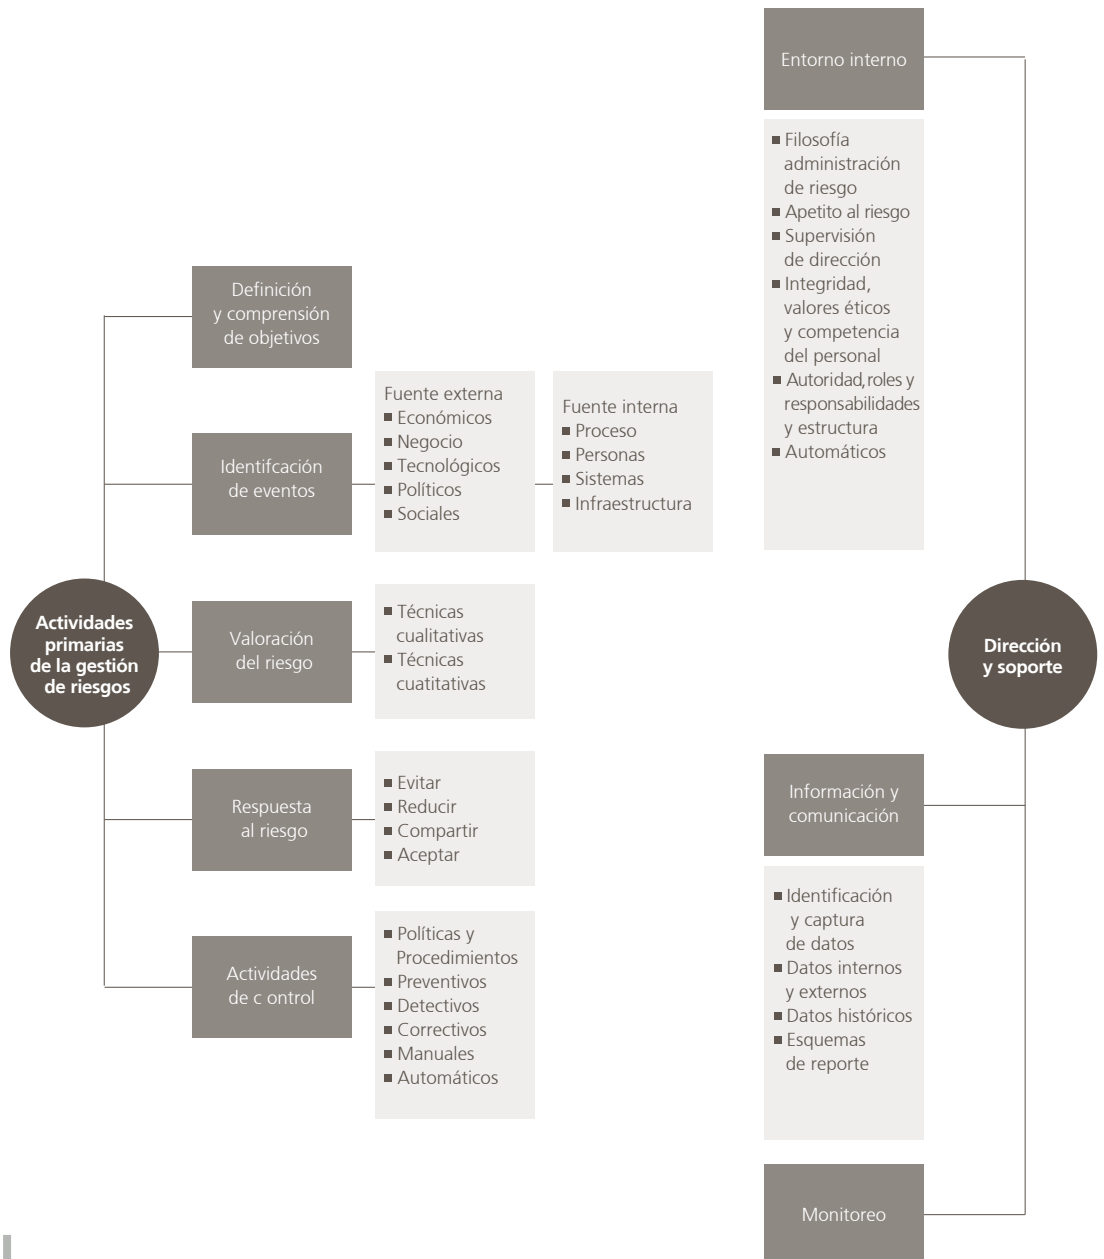 Actividades
primarias
de la gestión
de riesgos
Definición
y comprensión
de objetivos
Identifcación
de eventos
Fuente externa
Económicos
Negocio
Tecnológicos
Políticos
Sociales
Fuente interna
Proceso
Personas
Sistemas
Infraestructura
Valoración
del riesgo
Técnicas
cualitativas
Técnicas
cuatitativas
Respuesta
al riesgo
Evitar
Reducir
Compartir
Aceptar
Actividades
de c ontrol
Políticas y
Procedimientos
Preventivos
Detectivos
Correctivos
Manuales
Automáticos
Dirección
y soporte
Entorno interno
Filosofía
administración
de riesgo
Apetito al riesgo
Supervisión
de dirección
Integridad,
valores éticos
y competencia
del personal
Autoridad, roles y
responsabilidades
y estructura
Automáticos
Información y
comunicación
Identificación
y captura
de datos
Datos internos
y externos
Datos históricos
Esquemas
de reporte
Monitoreo